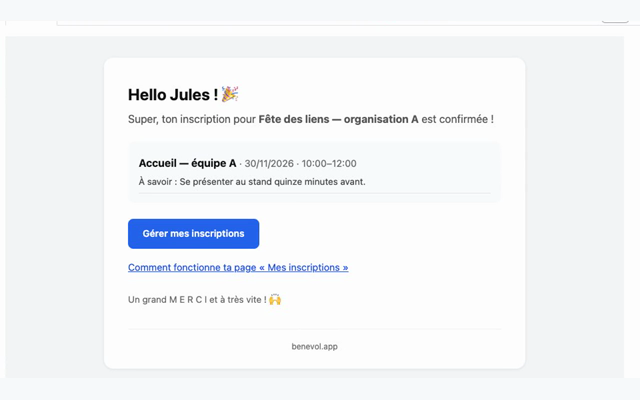 Hello Jules ! 🎉
Super, ton inscription pour Fête des liens — organisation A est confirmée !
Accueil — équipe A · 30/11/2026 · 10:00–12:00
À savoir : Se présenter au stand quinze minutes avant.
Gérer mes inscriptions
Comment fonctionne ta page « Mes inscriptions »
Un grand M E R C I et à très vite ! 🙌
benevol.app